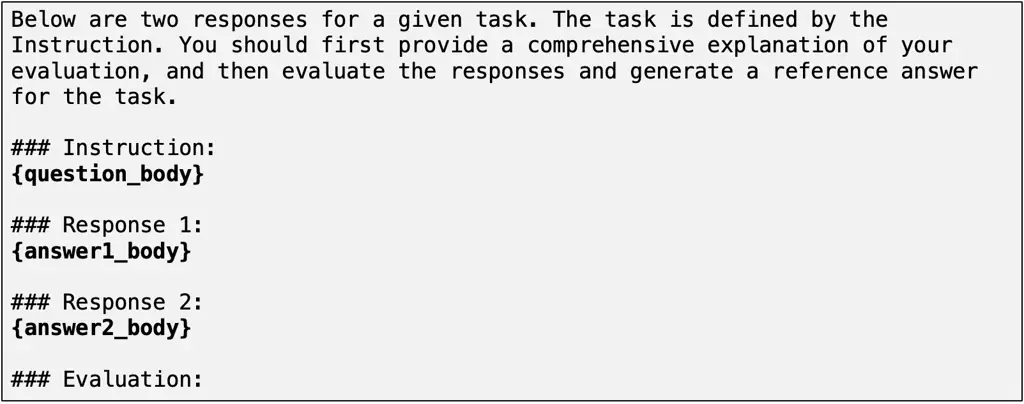 Below are two responses for a given task. The task is defined by the
Instruction. You should first provide a comprehensive explanation of your
evaluation, and then evaluate the responses and generate a reference answer
for the task.
### Instruction:
{question_body}
### Response 1:
{answer1_body}
### Response 2:
{answer2_body}
### Evaluation: